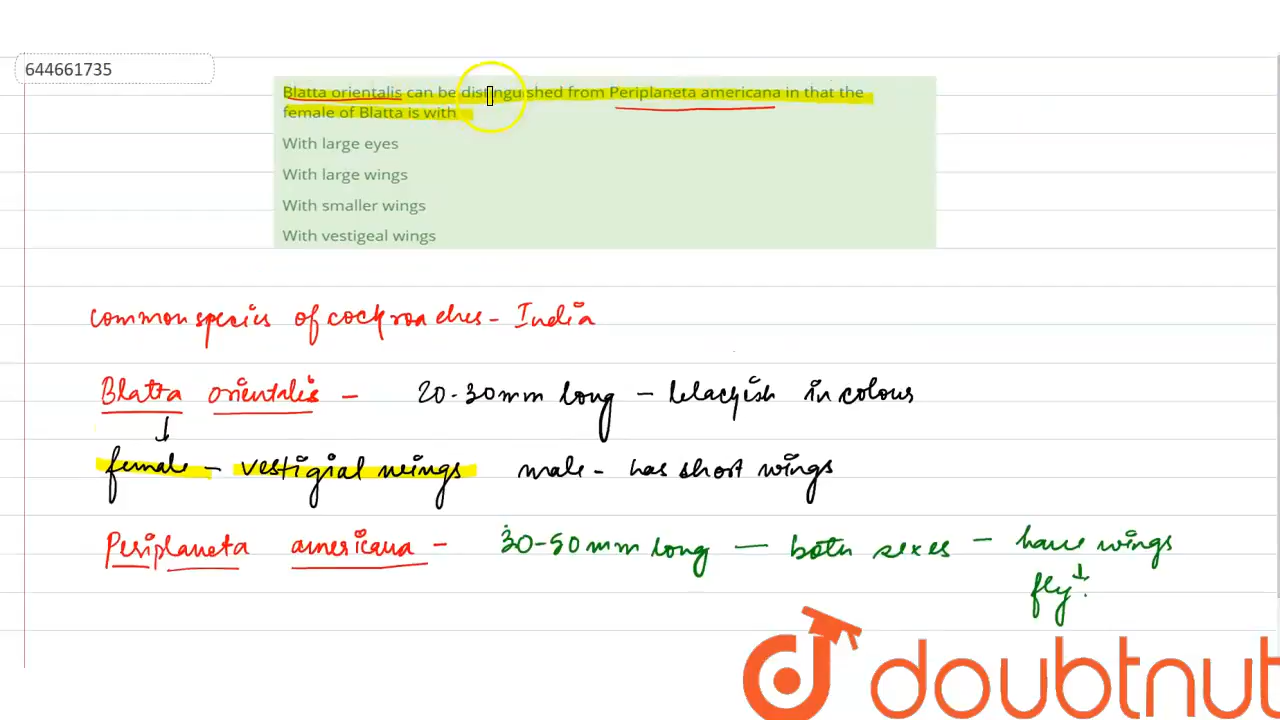 644661735
Blatta orientalis can be distinguished from Periplaneta americana in that the
female of Blatta is with
With large eyes
With large wings
With smaller wings
With vestigeal wings
common species of cockroaches - India
Blatta orientalis - 20-30mm long - blackish in colour
female - vestigial wings male - has short wings
Periplaneta americana - 30-50mm long - both sexes - have wings
fly
doubtnut